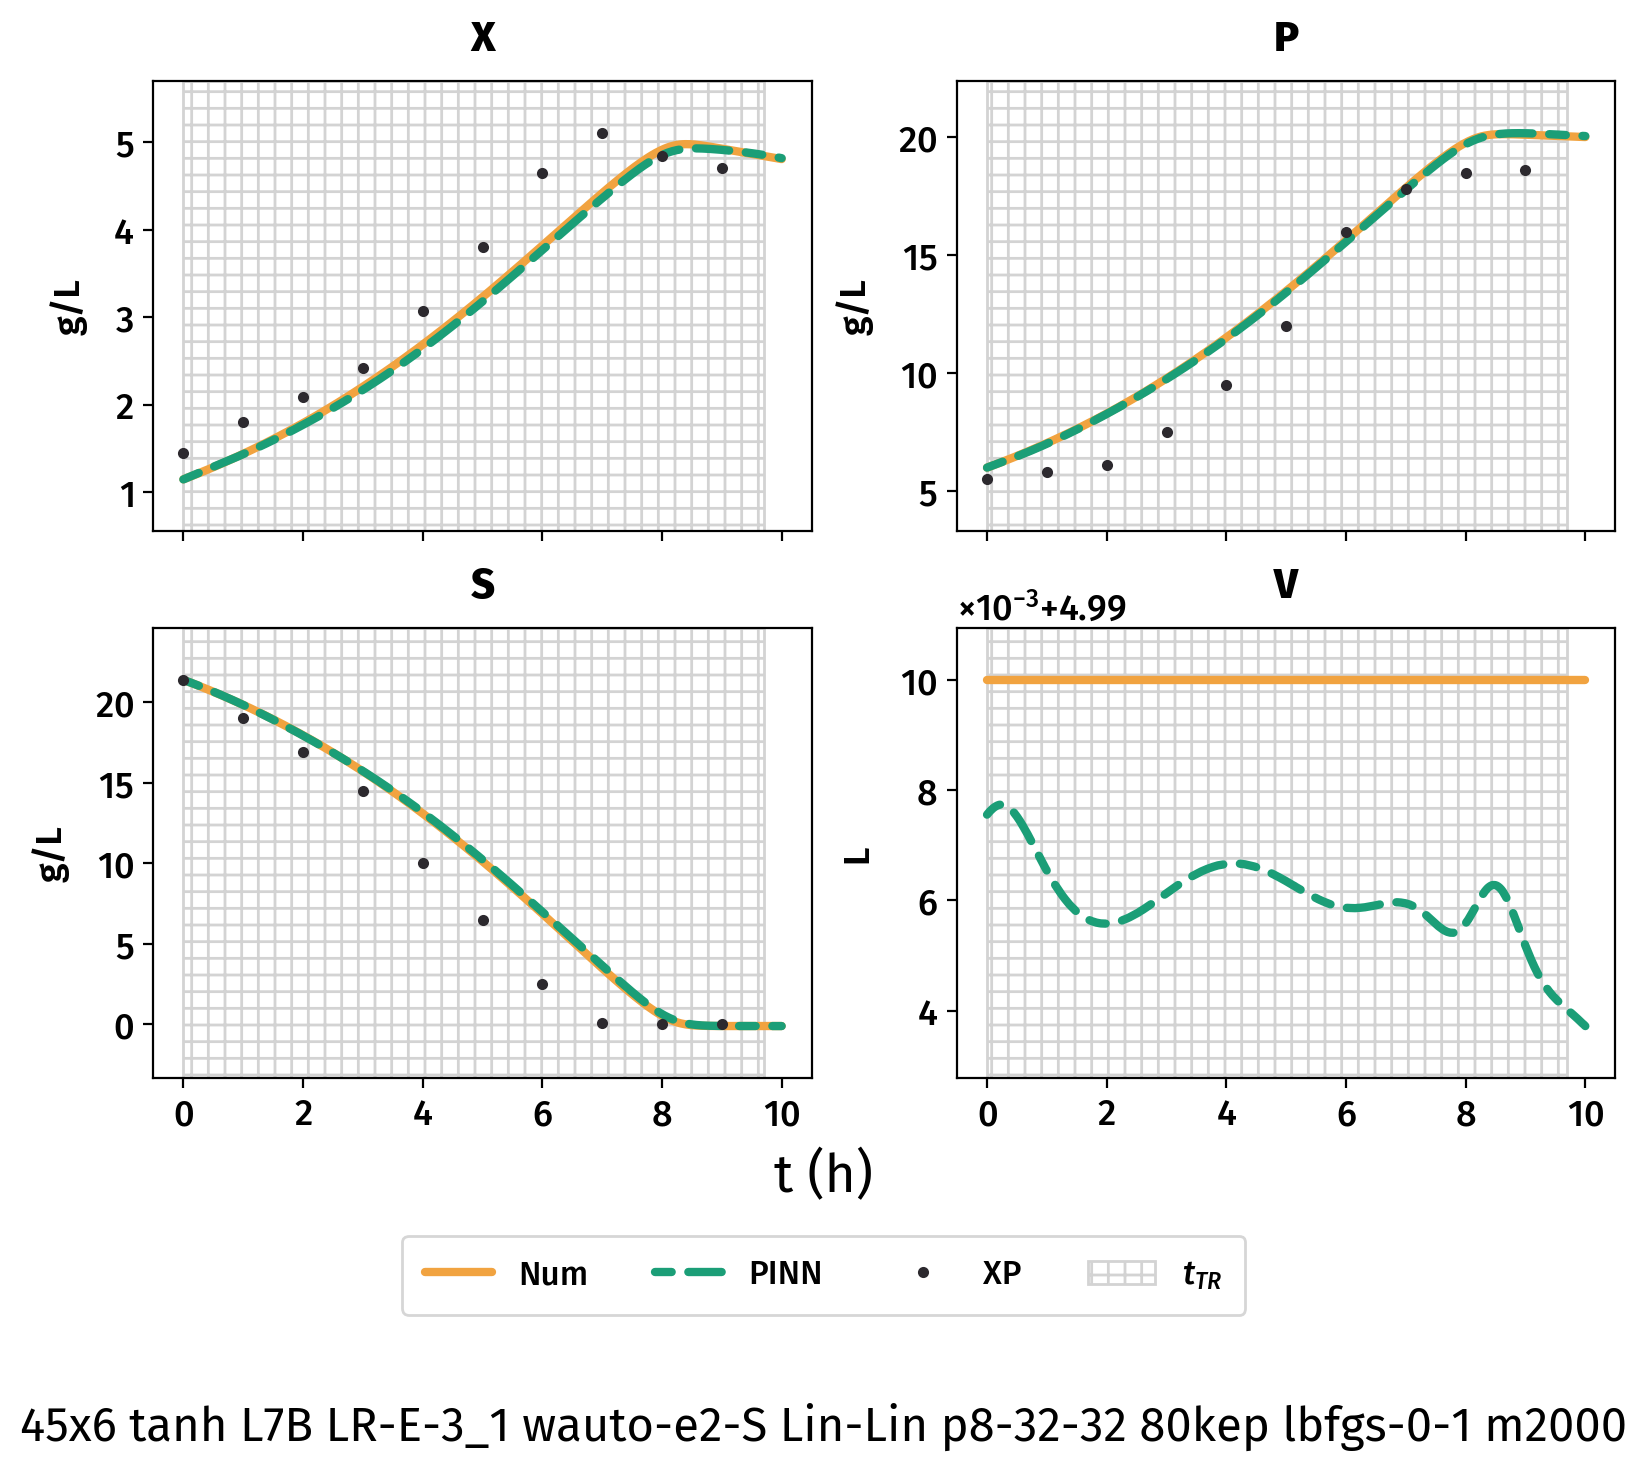 X
5
4
3
2
1
g/L
P
20
15
10
5
g/L
S
20
15
10
5
0
g/L
0 2 4 6 8 10
V
×10⁻³+4.99
10
8
6
4
L
0 2 4 6 8 10
t (h)
Num PINN XP t_TR
45x6 tanh L7B LR-E-3_1 wauto-e2-S Lin-Lin p8-32-32 80kep lbfgs-0-1 m2000